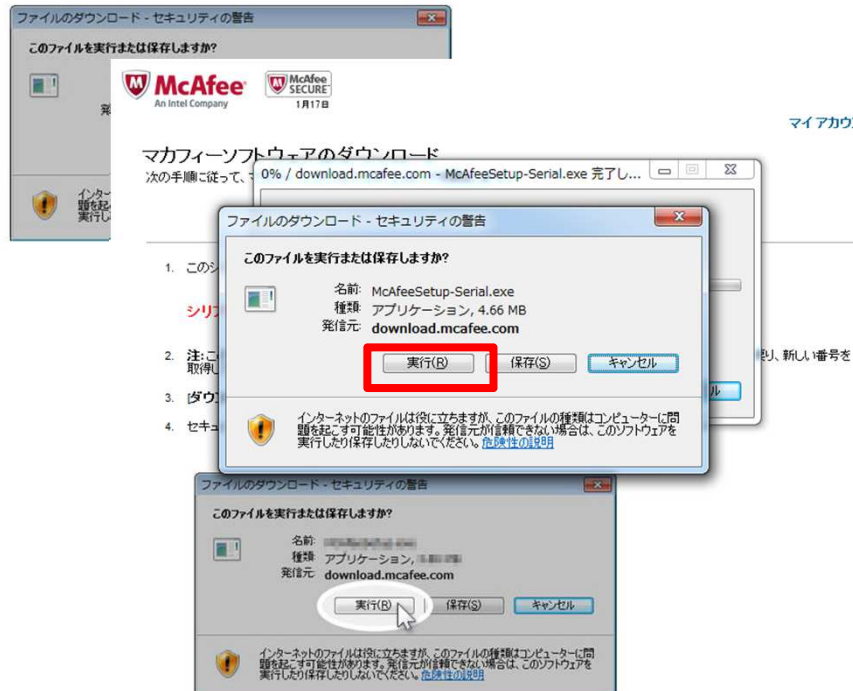 ファイルのダウンロード - セキュリティの警告
このファイルを実行または保存しますか?
発
インター
題を起
実行し
McAfee
An Intel Company
McAfee
SECURE
1月17日
マイ アカウ
マカフィーソフトウェアのダウンロード
次の手順に従って、
0% / download.mcafee.com - McAfeeSetup-Serial.exe 完了し...
ファイルのダウンロード - セキュリティの警告
このファイルを実行または保存しますか?
名前: McAfeeSetup-Serial.exe
種類: アプリケーション, 4.66 MB
発信元: download.mcafee.com
実行(R) 保存(S) キャンセル
インターネットのファイルは役に立ちますが、このファイルの種類はコンピューターに問
題を起こす可能性があります。発信元が信頼できない場合は、このソフトウェアを
実行したり保存したりしないでください。危険性の説明
1. このシ
シリ
2. 注:こ
取得し
り、新しい番号を
3. [ダウ
ル
4. セキュ
ファイルのダウンロード - セキュリティの警告
このファイルを実行または保存しますか?
名前:
種類: アプリケーション,
発信元: download.mcafee.com
実行(R) 保存(S) キャンセル
インターネットのファイルは役に立ちますが、このファイルの種類はコンピューターに問
題を起こす可能性があります。発信元が信頼できない場合は、このソフトウェアを
実行したり保存したりしないでください。危険性の説明